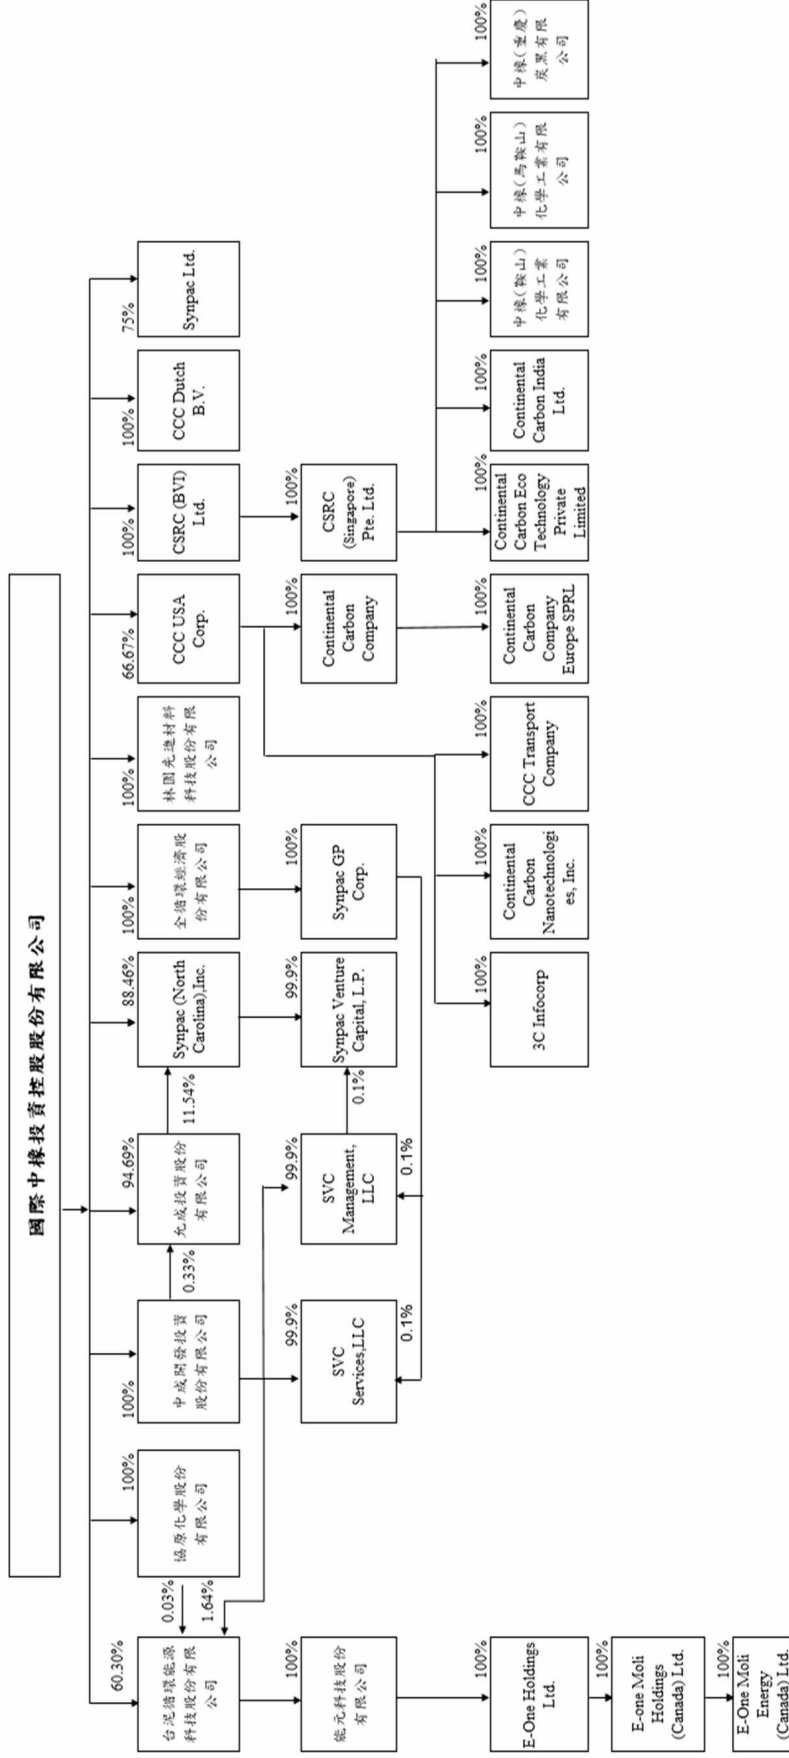 國際中橡投資控股股份有限公司
60.30%
100%
100%
94.69%
88.46%
100%
100%
66.67%
100%
100%
75%
台泥循環能源
科技股份有限
公司
0.03%
1.64%
協原化學股份
有限公司
中成開發投資
股份有限公司
0.33%
允成投資股份
有限公司
11.54%
Synpac (North
Carolina),Inc.
全循環經濟股
份有限公司
林園先進材料
科技股份有限
公司
CCC USA
Corp.
CSRC (BVI)
Ltd.
CCC Dutch
B.V.
Synpac Ltd.
100%
99.9%
99.9%
99.9%
100%
100%
100%
能元科技股份
有限公司
SVC
Services,LLC
SVC
Management,
LLC
0.1%
Synpac Venture
Capital, L.P.
Synpac GP
Corp.
Continental
Carbon
Company
CSRC
(Singapore)
Pte. Ltd.
0.1%
0.1%
100%
100%
100%
100%
100%
100%
100%
100%
100%
100%
E-One Holdings
Ltd.
3C Infocorp
Continental
Carbon
Nanotechnologi
es, Inc.
CCC Transport
Company
Continental
Carbon
Company
Europe SPRL
Continental
Carbon Eco
Technology
Private
Limited
Continental
Carbon India
Ltd.
中橡(鞍山)
化學工業
有限公司
中橡(馬鞍山)
化學工業有限
公司
中橡(重慶)
炭黑有限
公司
100%
E-one Moli
Holdings
(Canada) Ltd.
100%
E-One Moli
Energy
(Canada) Ltd.